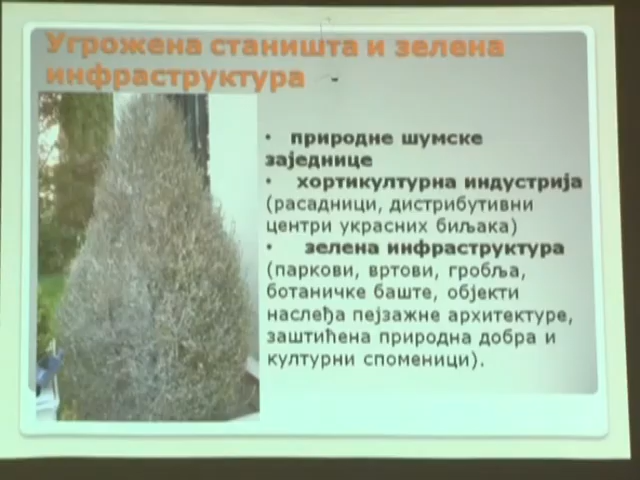 Угрожена станишта и зелена
инфраструктура
• природне шумске
заједнице
• хортикултурна индустрија
(расадници, дистрибутивни
центри украсних биљака)
• зелена инфраструктура
(паркови, вртови, гробља,
ботаничке баште, објекти
наслеђа пејзажне архитектуре,
заштићена природна добра и
културни споменици).